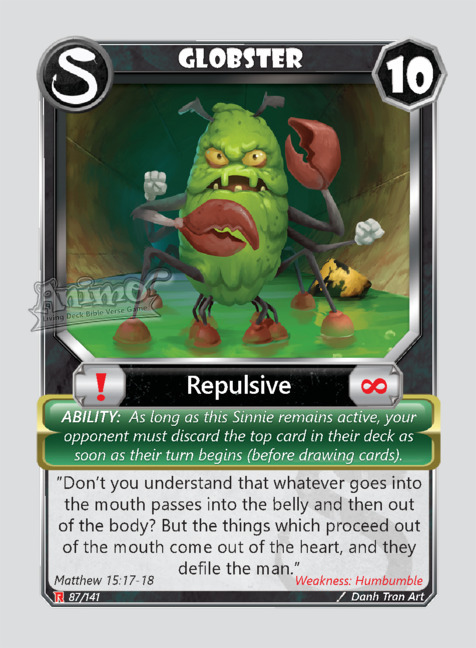 S
GLOBSTER
10
Animo
Living Deck Bible Verse Game
!
Repulsive
∞
ABILITY: As long as this Sinnie remains active, your
opponent must discard the top card in their deck as
soon as their turn begins (before drawing cards).
"Don't you understand that whatever goes into
the mouth passes into the belly and then out
of the body? But the things which proceed out
of the mouth come out of the heart, and they
defile the man."
Matthew 15:17-18
Weakness: Humbumble
R 87/141
Danh Tran Art